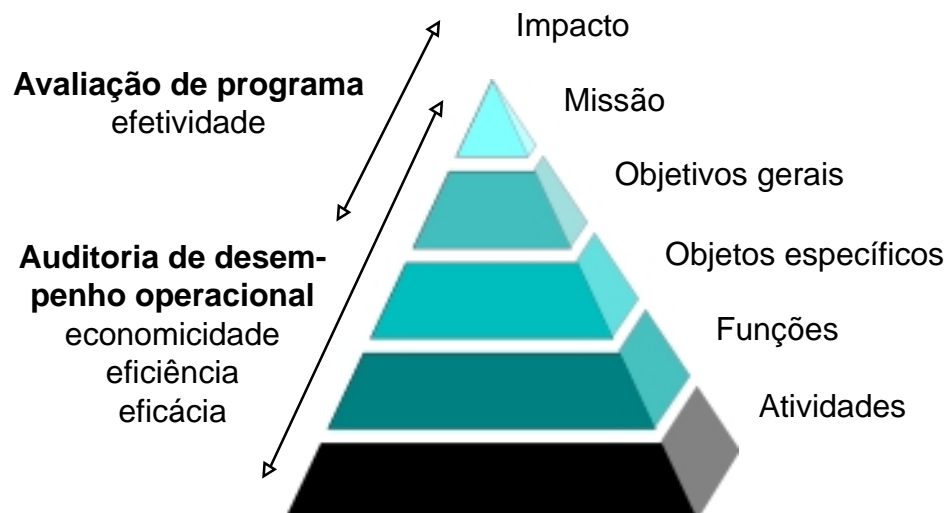 Impacto
Avaliação de programa
efetividade
Missão
Objetivos gerais
Auditoria de desem-
penho operacional
economicidade
eficiência
eficácia
Objetos específicos
Funções
Atividades